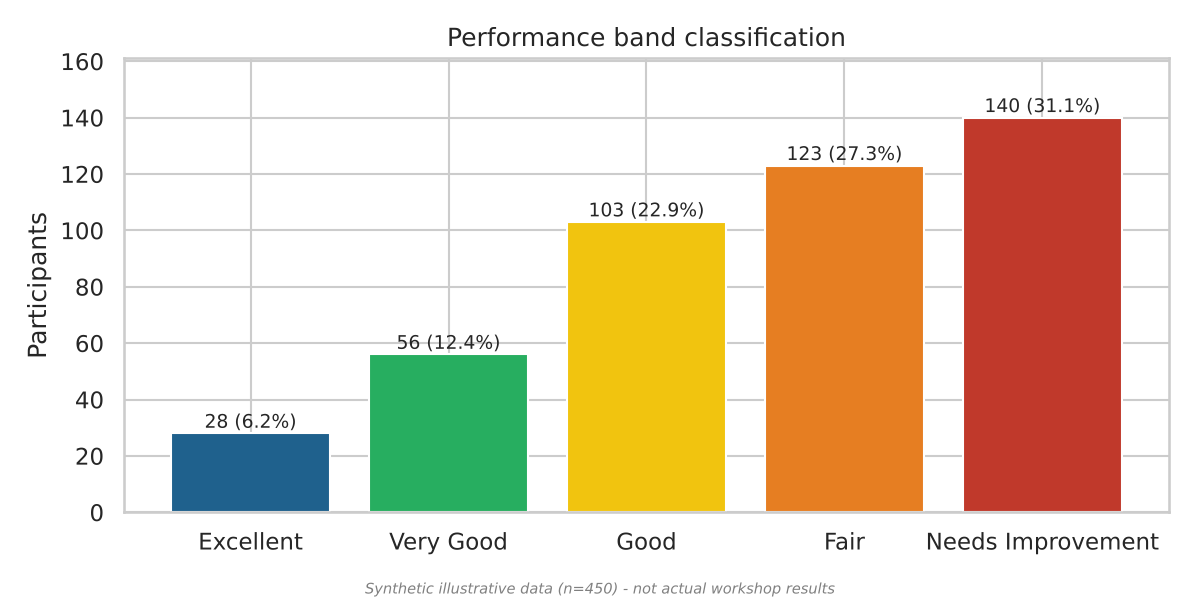 Performance band classification
160
140
120
100
80
60
40
20
0
Participants
28 (6.2%)
56 (12.4%)
103 (22.9%)
123 (27.3%)
140 (31.1%)
Excellent
Very Good
Good
Fair
Needs Improvement
Synthetic illustrative data (n=450) - not actual workshop results